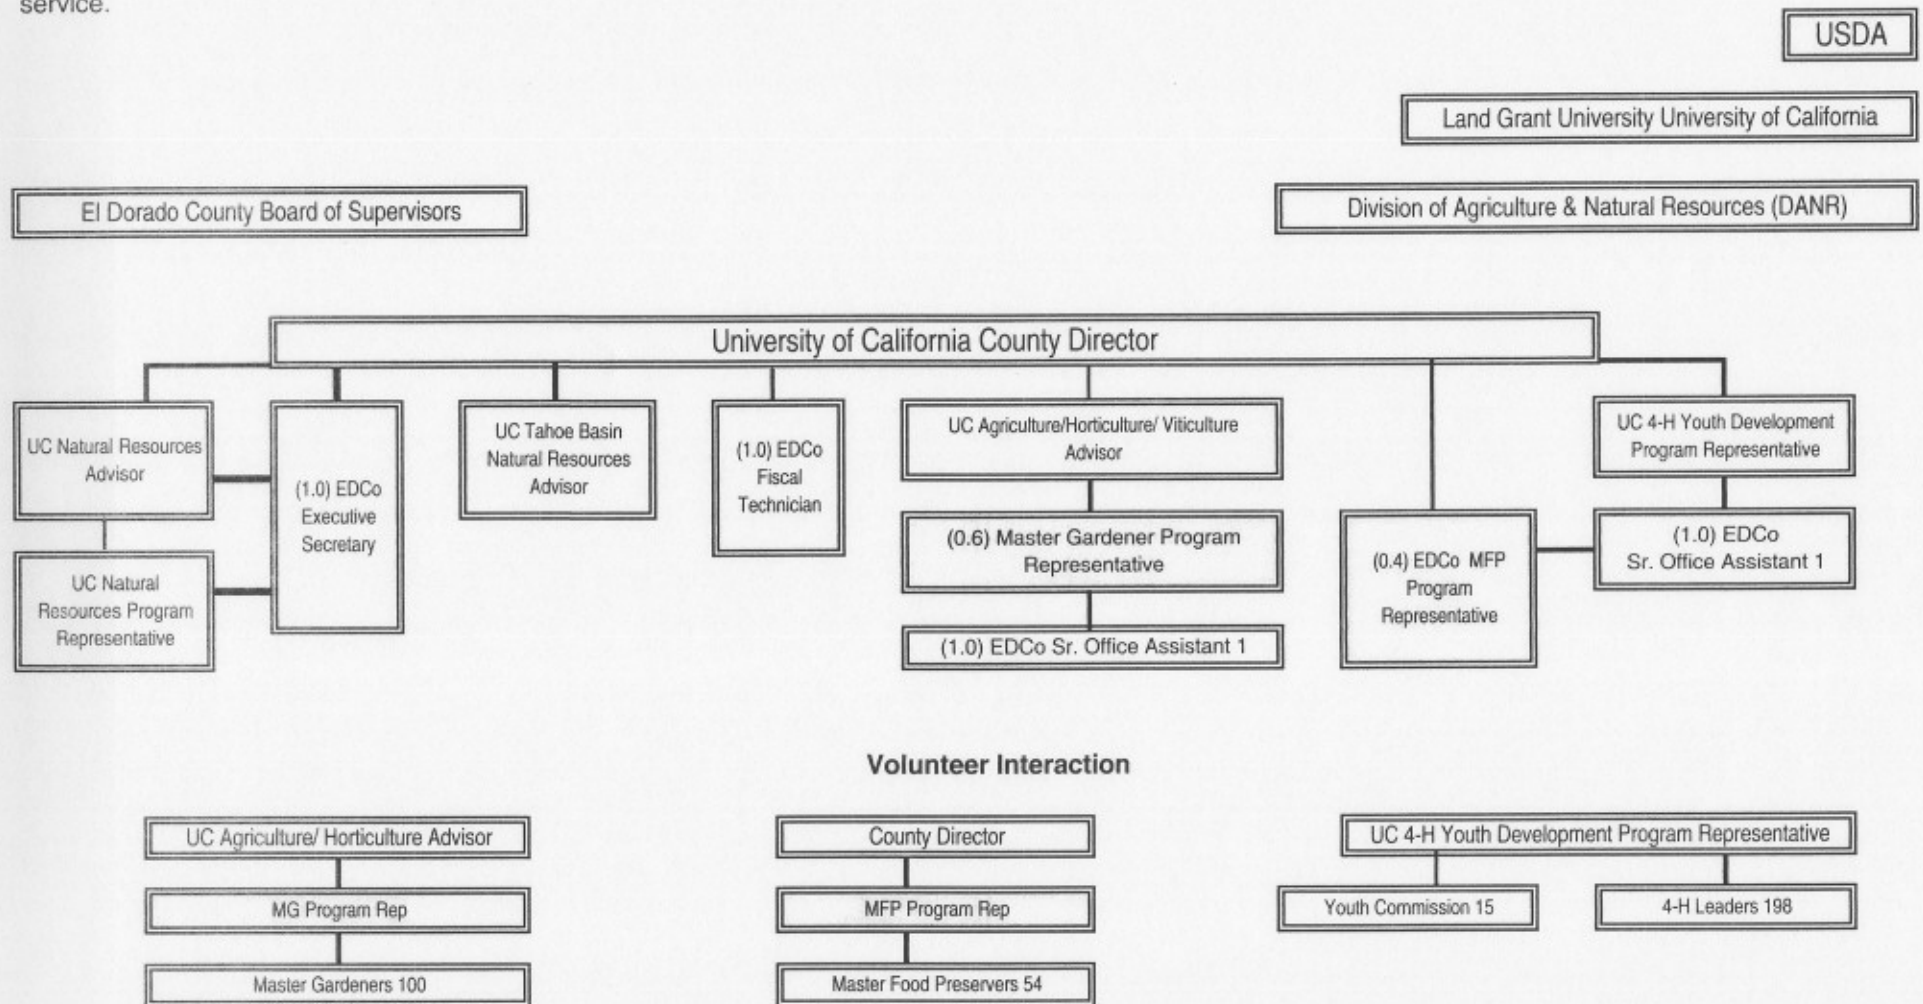 service.
USDA
Land Grant University University of California
El Dorado County Board of Supervisors
Division of Agriculture & Natural Resources (DANR)
University of California County Director
UC Natural Resources
Advisor
(1.0) EDCo
Executive
Secretary
UC Tahoe Basin
Natural Resources
Advisor
(1.0) EDCo
Fiscal
Technician
UC Agriculture/Horticulture/ Viticulture
Advisor
UC 4-H Youth Development
Program Representative
UC Natural
Resources Program
Representative
(0.6) Master Gardener Program
Representative
(0.4) EDCo MFP
Program
Representative
(1.0) EDCo
Sr. Office Assistant 1
(1.0) EDCo Sr. Office Assistant 1
Volunteer Interaction
UC Agriculture/ Horticulture Advisor
MG Program Rep
Master Gardeners 100
County Director
MFP Program Rep
Master Food Preservers 54
UC 4-H Youth Development Program Representative
Youth Commission 15
4-H Leaders 198